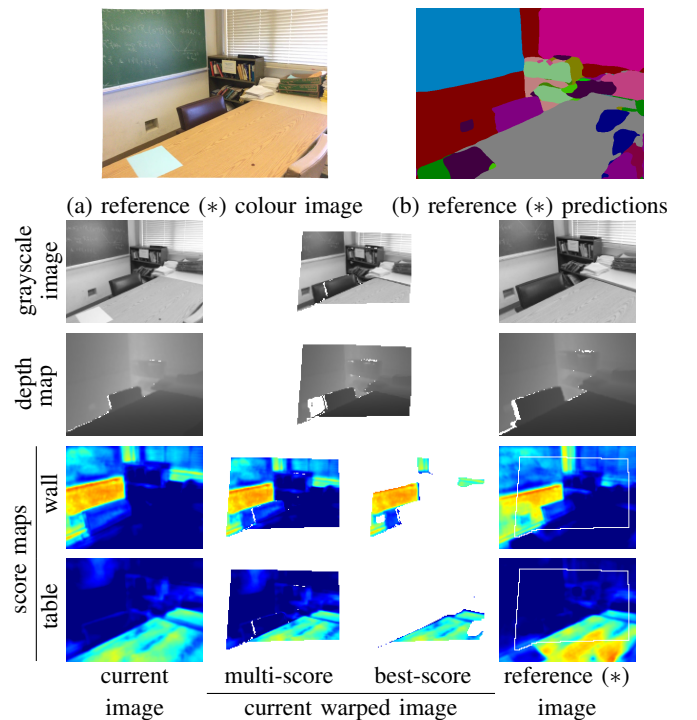 (a) reference (∗) colour image
(b) reference (∗) predictions
grayscale
image
depth
map
score maps
wall
table
current
image
multi-score
best-score
current warped image
reference (∗)
image